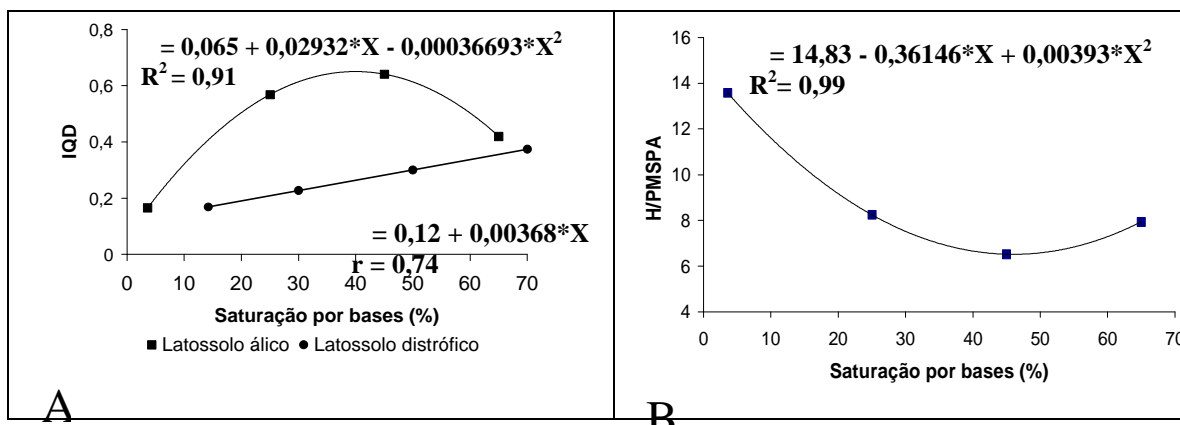 = 0,065 + 0,02932*X - 0,00036693*X²
R² = 0,91
0,8
0,6
0,4
0,2
0
IQD
= 0,12 + 0,00368*X
r = 0,74
0 10 20 30 40 50 60 70
Saturação por bases (%)
Latossolo álico Latossolo distrófico
A
= 14,83 - 0,36146*X + 0,00393*X²
R²= 0,99
16
14
12
10
8
6
4
H/PMSPA
0 10 20 30 40 50 60 70
Saturação por bases (%)
B